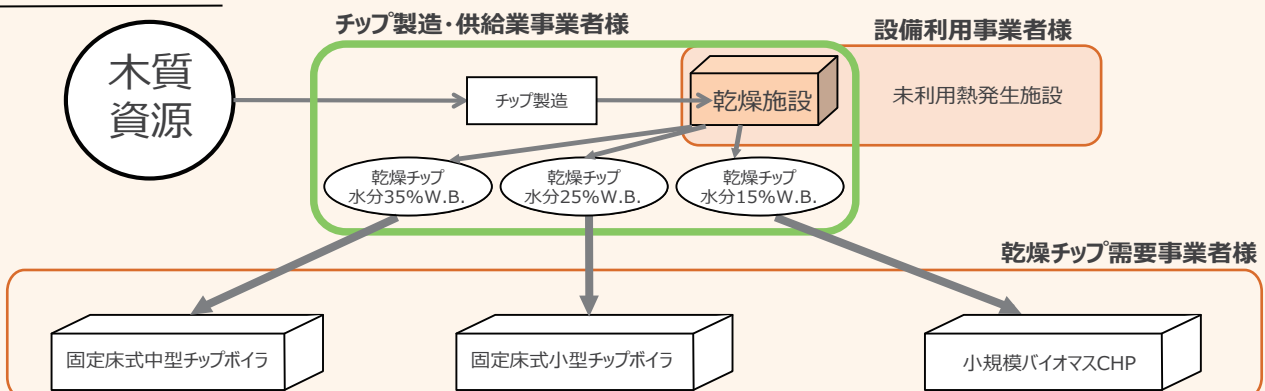 チップ製造・供給業事業者様
設備利用事業者様
木質
資源
チップ製造
乾燥施設
未利用熱発生施設
乾燥チップ
水分35%W.B.
乾燥チップ
水分25%W.B.
乾燥チップ
水分15%W.B.
乾燥チップ需要事業者様
固定床式中型チップボイラ
固定床式小型チップボイラ
小規模バイオマスCHP